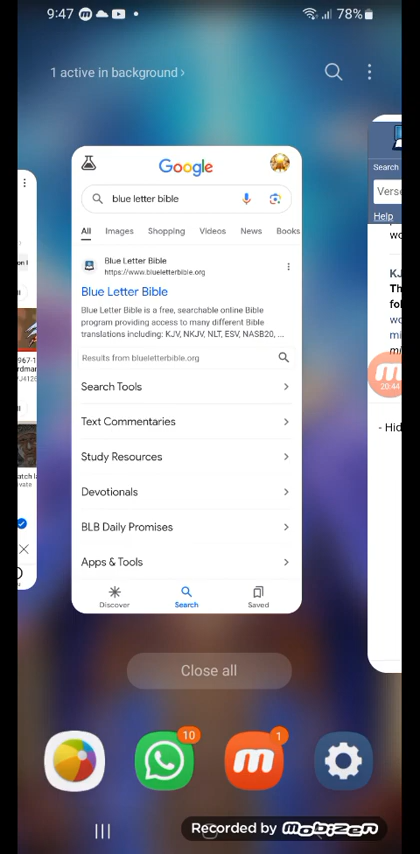 9:47
78%
1 active in background >
Google
blue letter bible
All Images Shopping Videos News Books
Blue Letter Bible
https://www.blueletterbible.org
Blue Letter Bible
Blue Letter Bible is a free, searchable online Bible
program providing access to many different Bible
translations including: KJV, NKJV, NLT, ESV, NASB20, ...
Results from blueletterbible.org
Search Tools
Text Commentaries
Study Resources
Devotionals
BLB Daily Promises
Apps & Tools
Discover Search Saved
Search
Vers
Help
KJ
20:44
- Hid
Close all
10
1
Recorded by mobizen